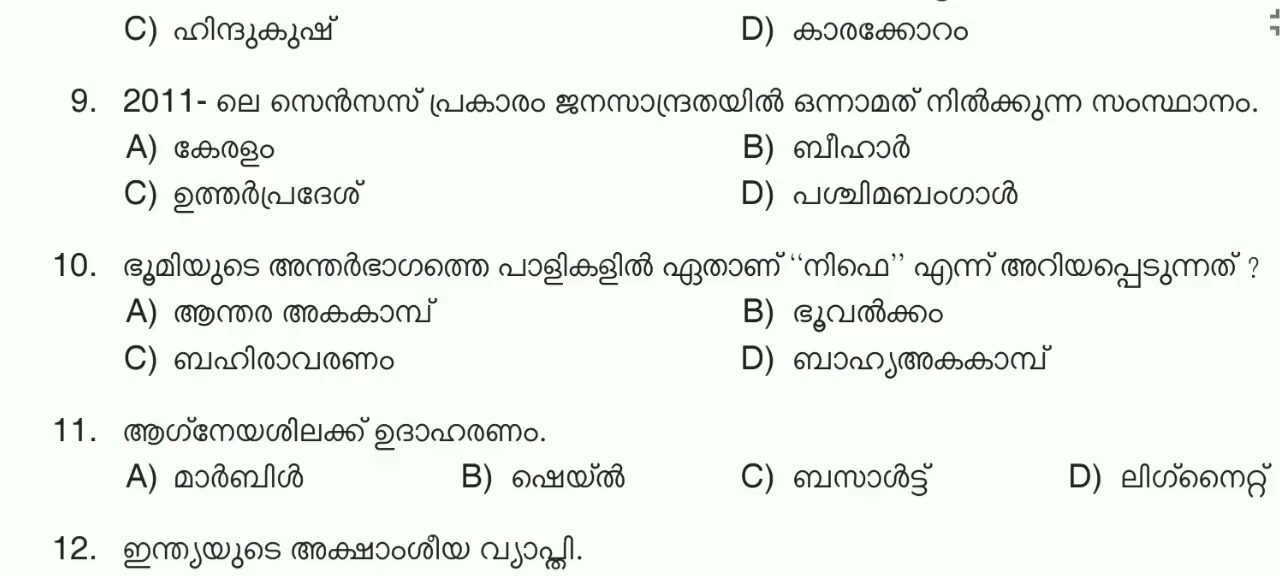 C) ഹിന്ദുകുഷ് D) കാരക്കോറം
9. 2011- ലെ സെൻസസ് പ്രകാരം ജനസാന്ദ്രതയിൽ ഒന്നാമത് നിൽക്കുന്ന സംസ്ഥാനം.
A) കേരളം B) ബീഹാർ
C) ഉത്തർപ്രദേശ് D) പശ്ചിമബംഗാൾ
10. ഭൂമിയുടെ അന്തർഭാഗത്തെ പാളികളിൽ ഏതാണ് ‘‘നിഫെ’’ എന്ന് അറിയപ്പെടുന്നത് ?
A) ആന്തര അകകാമ്പ് B) ഭൂവൽക്കം
C) ബഹിരാവരണം D) ബാഹ്യഅകകാമ്പ്
11. ആഗ്നേയശിലക്ക് ഉദാഹരണം.
A) മാർബിൾ B) ഷെയ്ൽ C) ബസാൾട്ട് D) ലിഗ്നൈറ്റ്
12. ഇന്ത്യയുടെ അക്ഷാംശീയ വ്യാപ്തി.